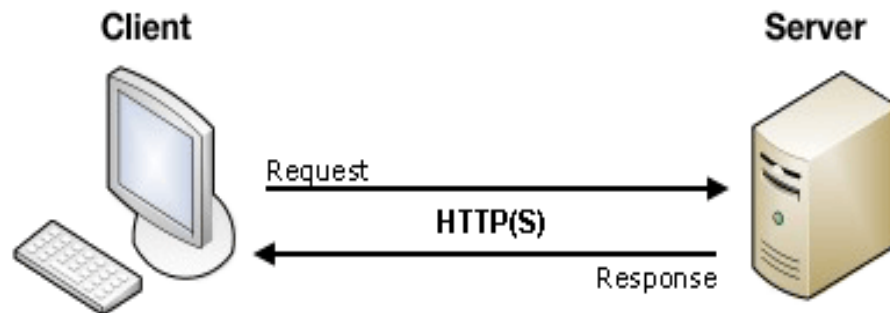 Client
Server
Request
HTTP(S)
Response